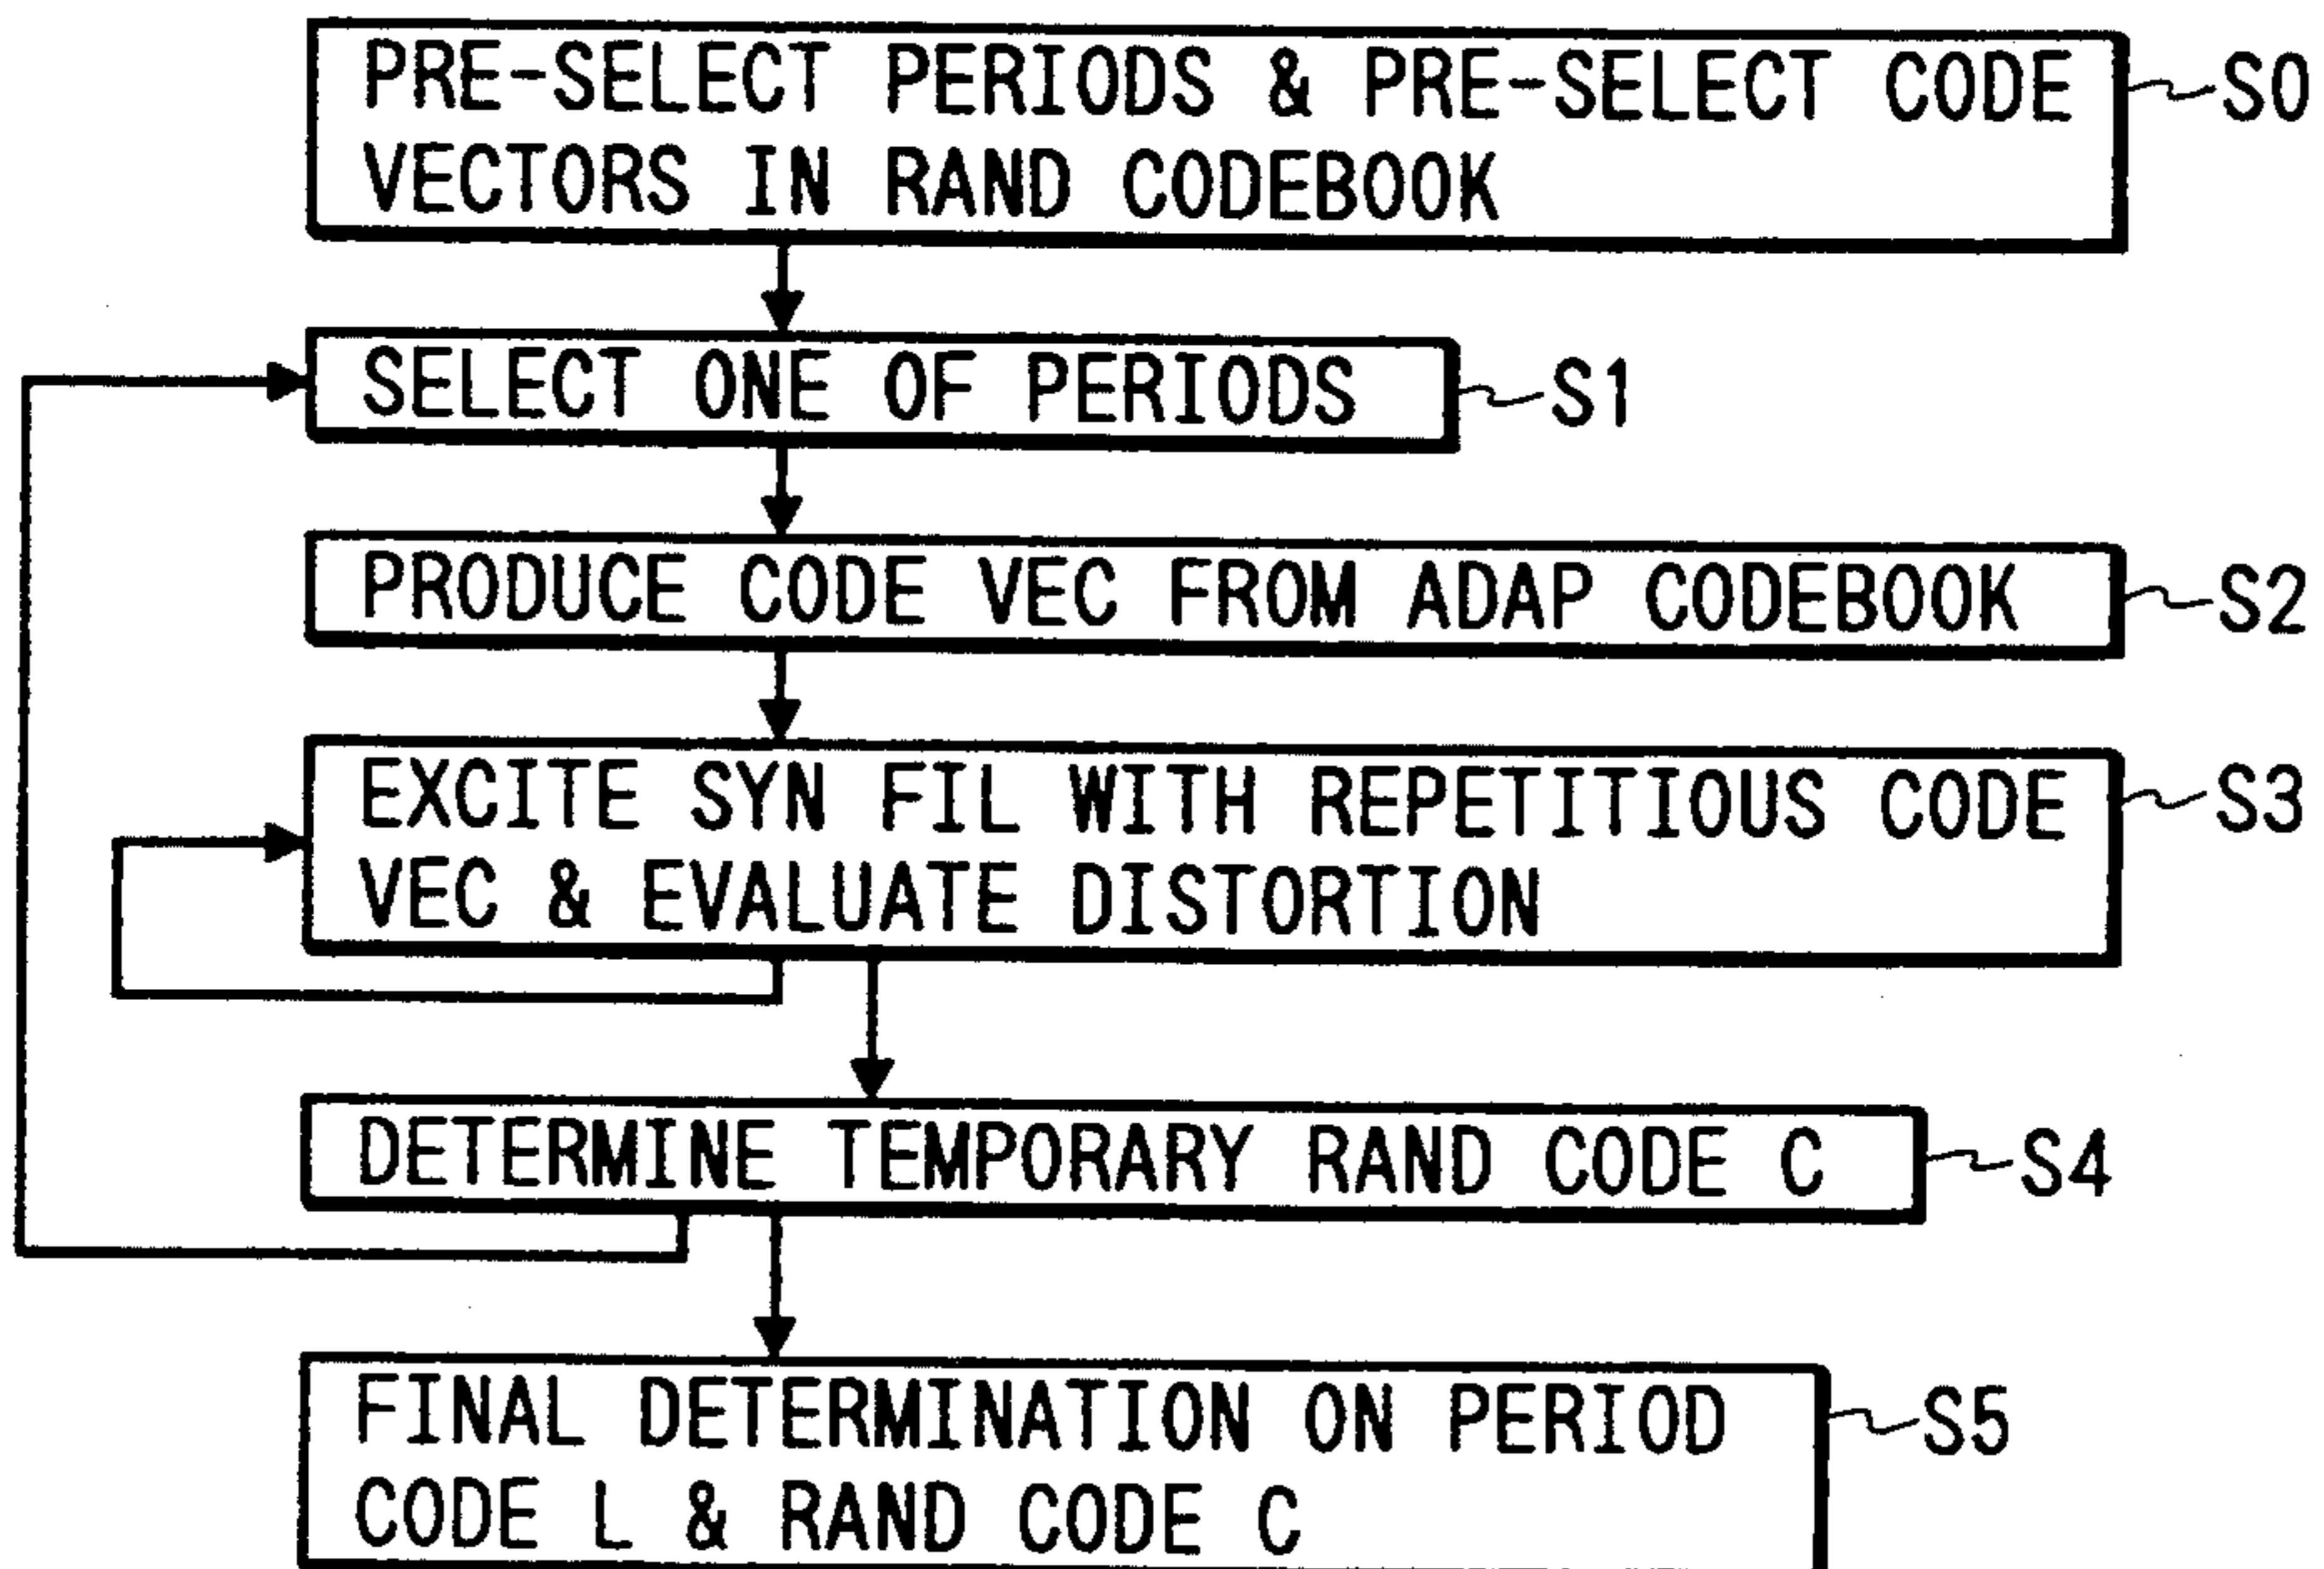 PRE-SELECT PERIODS & PRE-SELECT CODE
VECTORS IN RAND CODEBOOK
S0
SELECT ONE OF PERIODS
S1
PRODUCE CODE VEC FROM ADAP CODEBOOK
S2
EXCITE SYN FIL WITH REPETITIOUS CODE
VEC & EVALUATE DISTORTION
S3
DETERMINE TEMPORARY RAND CODE C
S4
FINAL DETERMINATION ON PERIOD
CODE L & RAND CODE C
S5